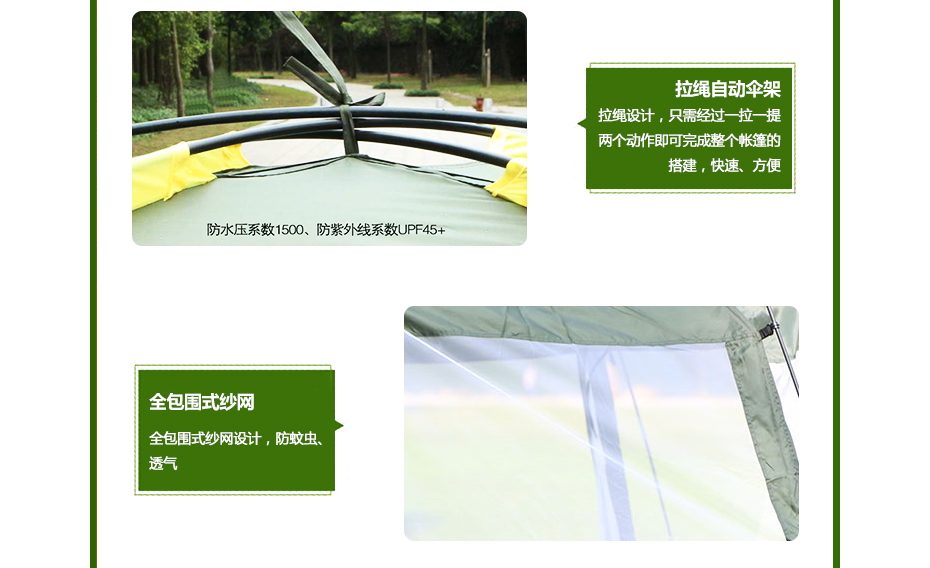 拉绳自动伞架
拉绳设计，只需经过一拉一提
两个动作即可完成整个帐篷的
搭建，快速、方便
防水压系数1500、防紫外线系数UPF45+
全包围式纱网
全包围式纱网设计，防蚊虫、
透气